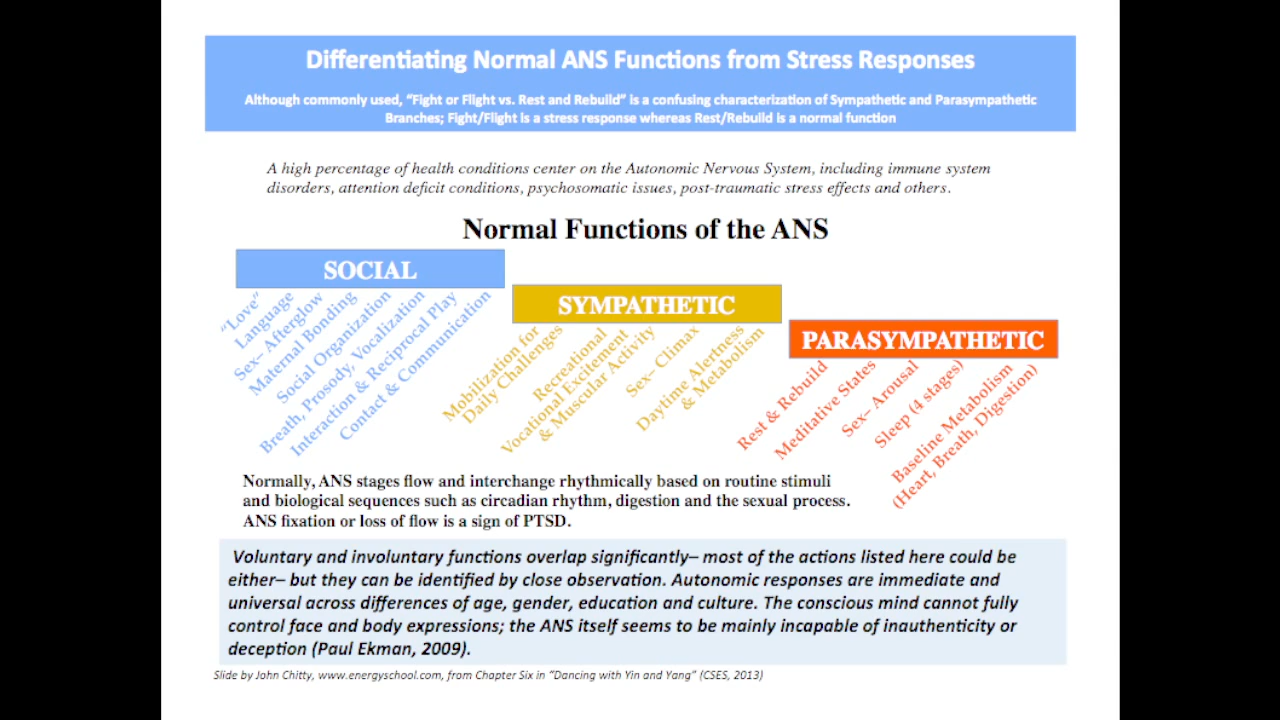 Differentiating Normal ANS Functions from Stress Responses
Although commonly used, “Fight or Flight vs. Rest and Rebuild” is a confusing characterization of Sympathetic and Parasympathetic
Branches; Fight/Flight is a stress response whereas Rest/Rebuild is a normal function
A high percentage of health conditions center on the Autonomic Nervous System, including immune system
disorders, attention deficit conditions, psychosomatic issues, post-traumatic stress effects and others.
Normal Functions of the ANS
SOCIAL
“Love”
Language
Sex– Afterglow
Maternal Bonding
Social Organization
Breath, Prosody, Vocalization
Interaction & Reciprocal Play
Contact & Communication
SYMPATHETIC
Mobilization for
Daily Challenges
Recreational
Vocational Excitement
& Muscular Activity
Sex– Climax
Daytime Alertness
& Metabolism
PARASYMPATHETIC
Rest & Rebuild
Meditative States
Sex– Arousal
Sleep (4 stages)
Baseline Metabolism
(Heart, Breath, Digestion)
Normally, ANS stages flow and interchange rhythmically based on routine stimuli
and biological sequences such as circadian rhythm, digestion and the sexual process.
ANS fixation or loss of flow is a sign of PTSD.
Voluntary and involuntary functions overlap significantly– most of the actions listed here could be
either– but they can be identified by close observation. Autonomic responses are immediate and
universal across differences of age, gender, education and culture. The conscious mind cannot fully
control face and body expressions; the ANS itself seems to be mainly incapable of inauthenticity or
deception (Paul Ekman, 2009).
Slide by John Chitty, www.energyschool.com, from Chapter Six in “Dancing with Yin and Yang” (CSES, 2013)